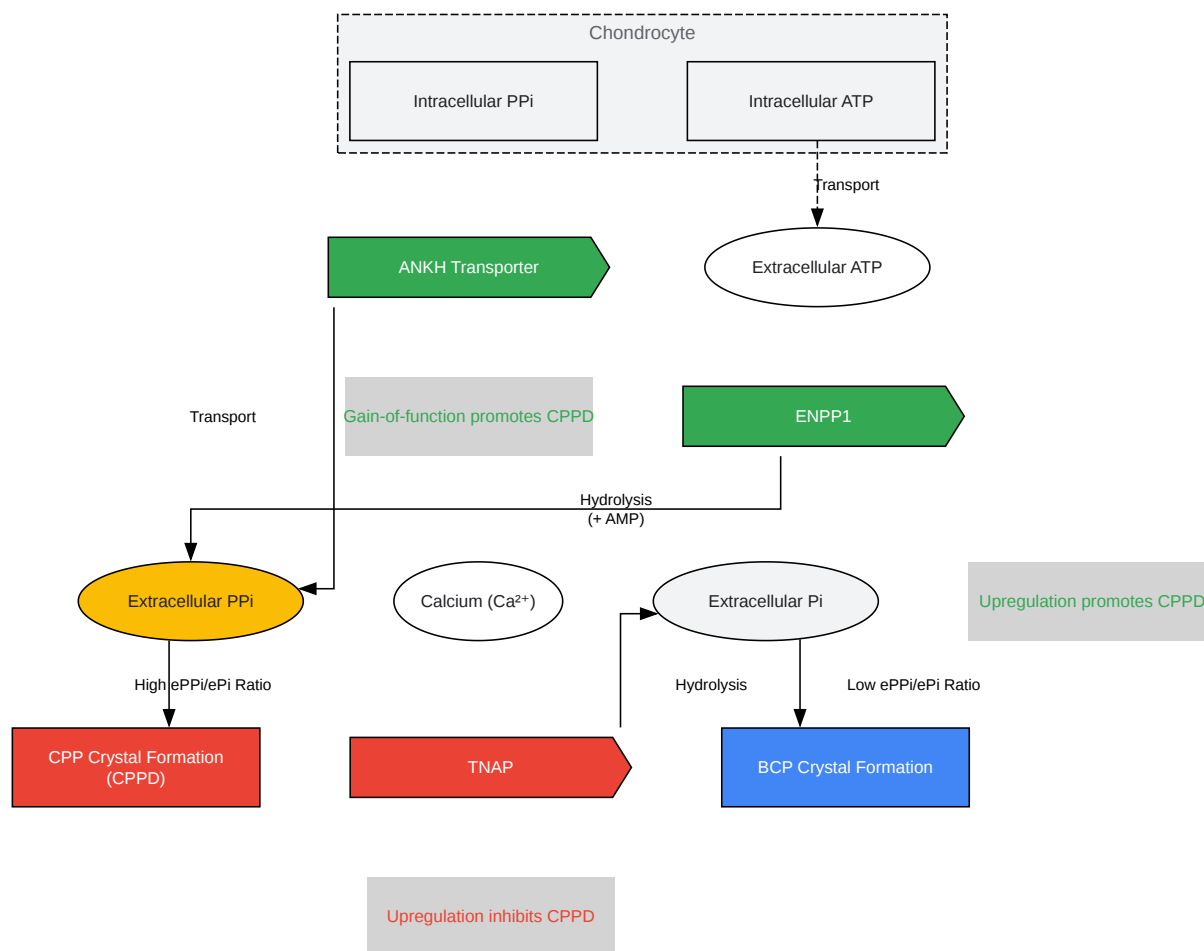 Chondrocyte
Intracellular PPi
Intracellular ATP
Transport
ANKH Transporter
Extracellular ATP
Transport
Gain-of-function promotes CPPD
ENPP1
Hydrolysis
(+ AMP)
Extracellular PPi
Calcium (Ca²⁺)
Extracellular Pi
Upregulation promotes CPPD
High ePPi/ePi Ratio
Hydrolysis
Low ePPi/ePi Ratio
CPP Crystal Formation
(CPPD)
TNAP
BCP Crystal Formation
Upregulation inhibits CPPD